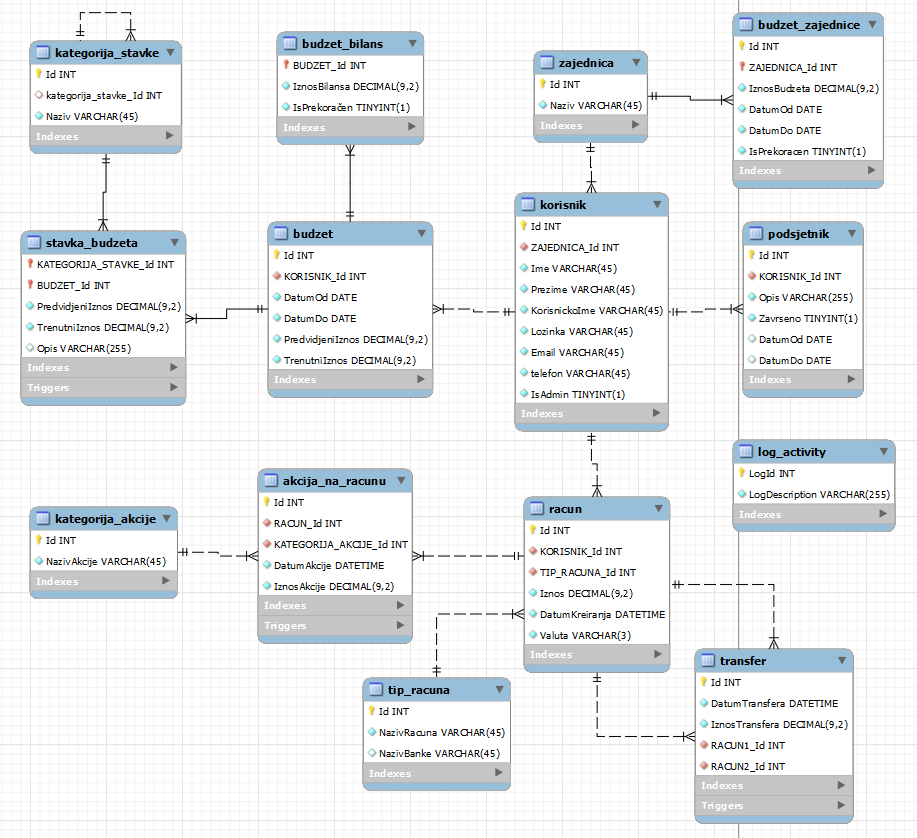 kategorija_stavke
Id INT
kategorija_stavke_Id INT
Naziv VARCHAR(45)
Indexes
budzet_bilans
BUDZET_Id INT
IznosBilansa DECIMAL(9,2)
IsPrekoračen TINYINT(1)
Indexes
zajednica
Id INT
Naziv VARCHAR(45)
Indexes
budzet_zajednice
Id INT
ZAJEDNICA_Id INT
IznosBudzeta DECIMAL(9,2)
DatumOd DATE
DatumDo DATE
IsPrekoracen TINYINT(1)
Indexes
stavka_budzeta
KATEGORIJA_STAVKE_Id INT
BUDZET_Id INT
PredvidjeniIznos DECIMAL(9,2)
TrenutniIznos DECIMAL(9,2)
Opis VARCHAR(255)
Indexes
Triggers
budzet
Id INT
KORISNIK_Id INT
DatumOd DATE
DatumDo DATE
PredvidjeniIznos DECIMAL(9,2)
TrenutniIznos DECIMAL(9,2)
Indexes
korisnik
Id INT
ZAJEDNICA_Id INT
Ime VARCHAR(45)
Prezime VARCHAR(45)
KorisnickoIme VARCHAR(45)
Lozinka VARCHAR(45)
Email VARCHAR(45)
telefon VARCHAR(45)
IsAdmin TINYINT(1)
Indexes
podsjetnik
Id INT
KORISNIK_Id INT
Opis VARCHAR(255)
Zavrseno TINYINT(1)
DatumOd DATE
DatumDo DATE
Indexes
log_activity
LogId INT
LogDescription VARCHAR(255)
Indexes
kategorija_akcije
Id INT
NazivAkcije VARCHAR(45)
Indexes
akcija_na_racunu
Id INT
RACUN_Id INT
KATEGORIJA_AKCIJE_Id INT
DatumAkcije DATETIME
IznosAkcije DECIMAL(9,2)
Indexes
Triggers
racun
Id INT
KORISNIK_Id INT
TIP_RACUNA_Id INT
Iznos DECIMAL(9,2)
DatumKreiranja DATETIME
Valuta VARCHAR(3)
Indexes
tip_racuna
Id INT
NazivRacuna VARCHAR(45)
NazivBanke VARCHAR(45)
Indexes
transfer
Id INT
DatumTransfera DATETIME
IznosTransfera DECIMAL(9,2)
RACUN1_Id INT
RACUN2_Id INT
Indexes
Triggers